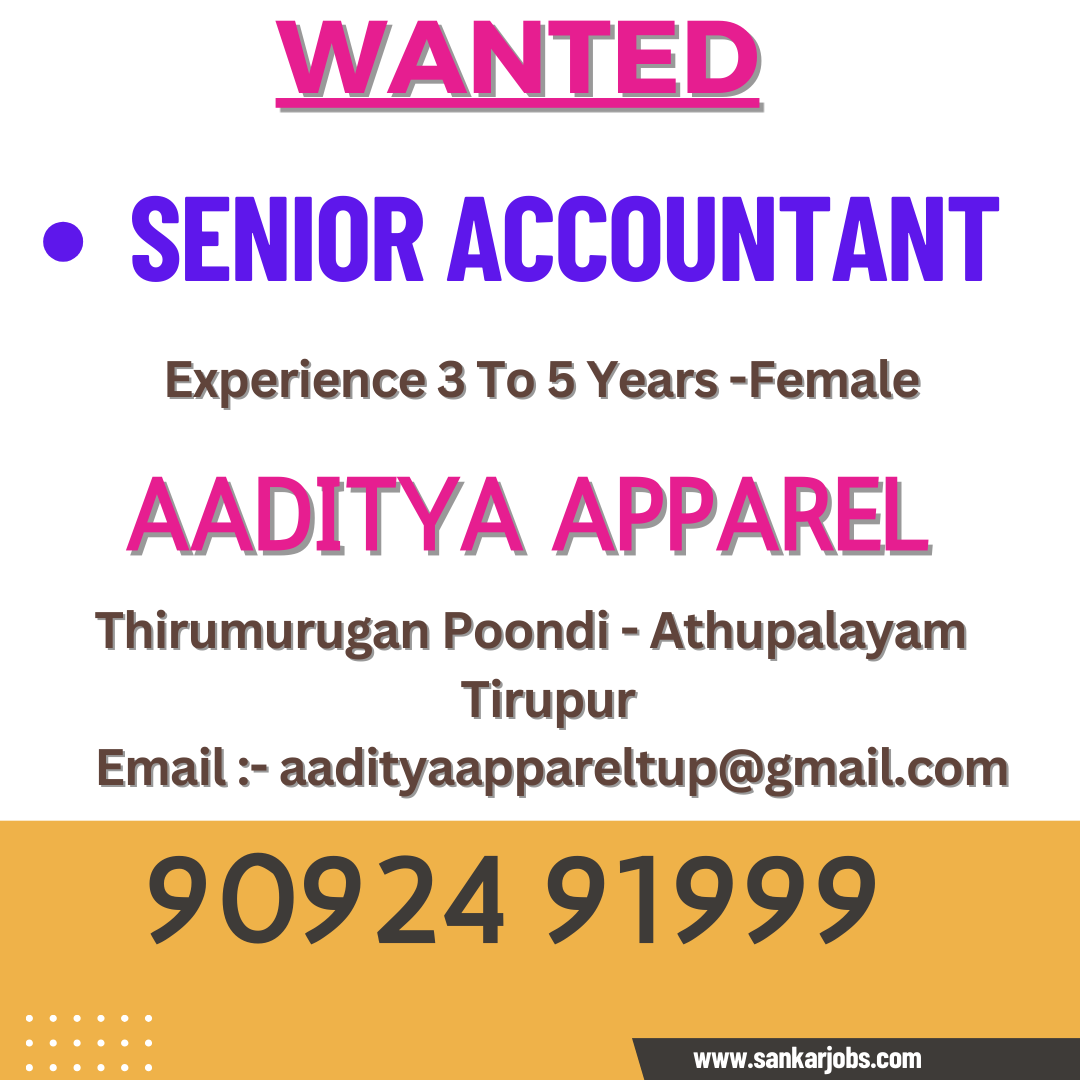 WANTED
• SENIOR ACCOUNTANT
Experience 3 To 5 Years -Female
AADITYA APPAREL
Thirumurugan Poondi - Athupalayam
Tirupur
Email :- aadityaappareltup@gmail.com
90924 91999
www.sankarjobs.com